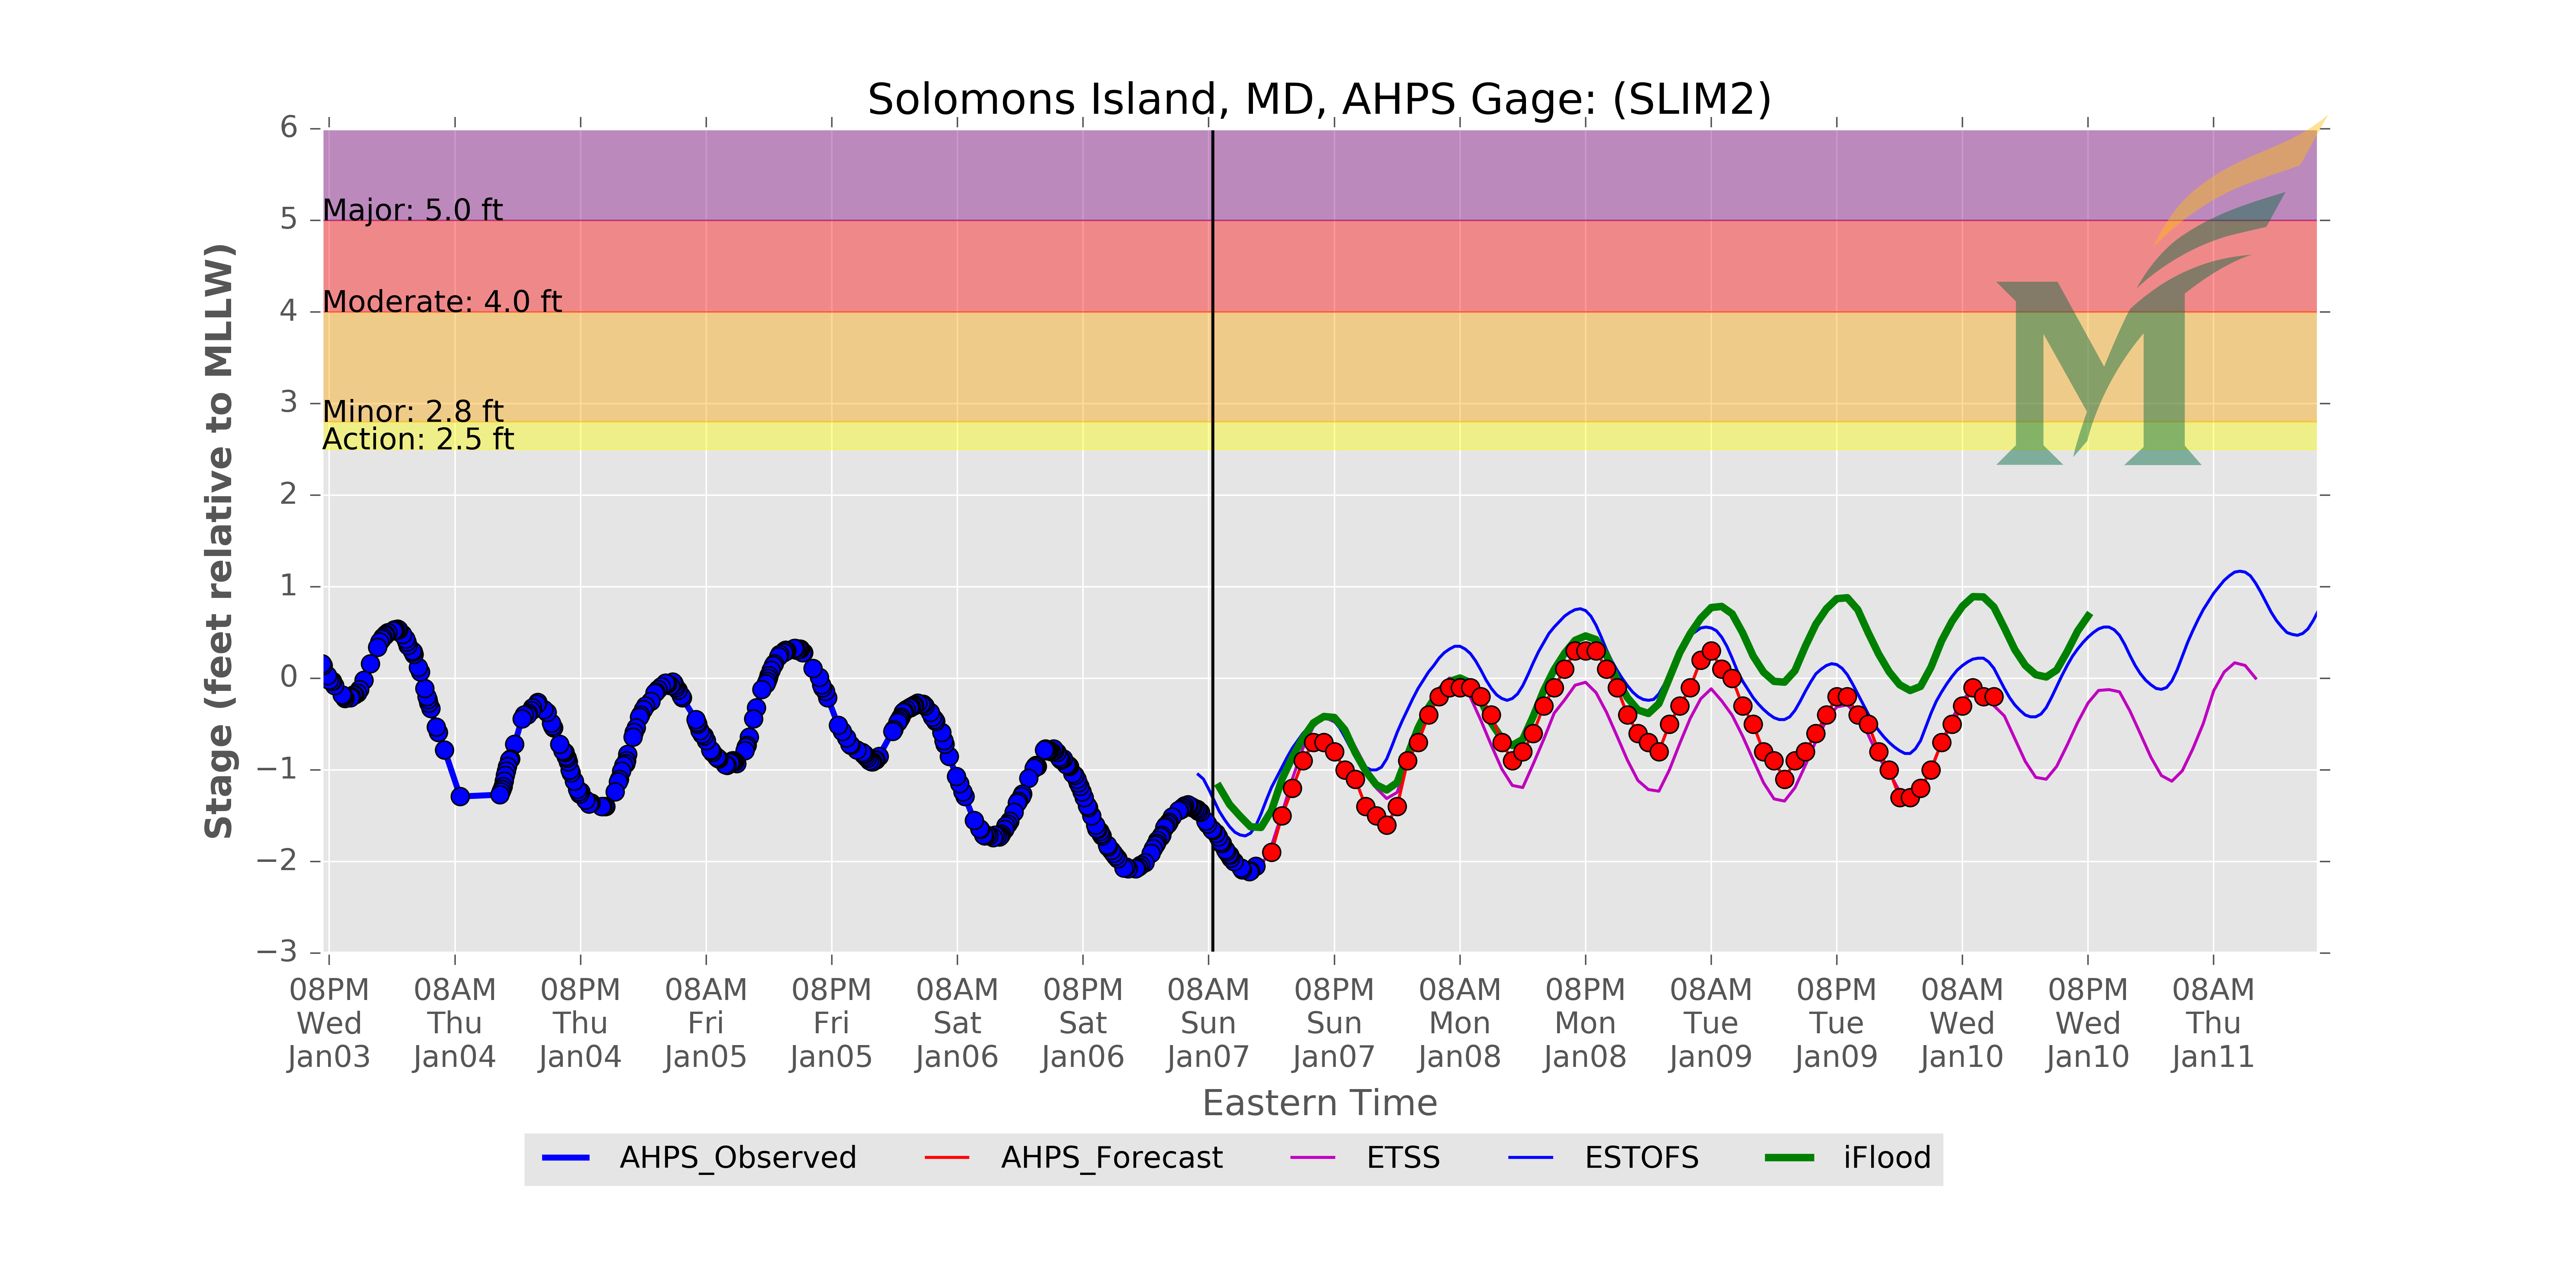 Solomons Island, MD, AHPS Gage: (SLIM2)
Stage (feet relative to MLLW)
6
5
4
3
2
1
0
−1
−2
−3
Major: 5.0 ft
Moderate: 4.0 ft
Minor: 2.8 ft
Action: 2.5 ft
M
08PM 08AM 08PM 08AM 08PM 08AM 08PM 08AM 08PM 08AM 08PM 08AM 08PM 08AM 08PM 08AM
Wed Thu Thu Fri Fri Sat Sat Sun Sun Mon Mon Tue Tue Wed Wed Thu
Jan03 Jan04 Jan04 Jan05 Jan05 Jan06 Jan06 Jan07 Jan07 Jan08 Jan08 Jan09 Jan09 Jan10 Jan10 Jan11
Eastern Time
AHPS_Observed AHPS_Forecast ETSS ESTOFS iFlood